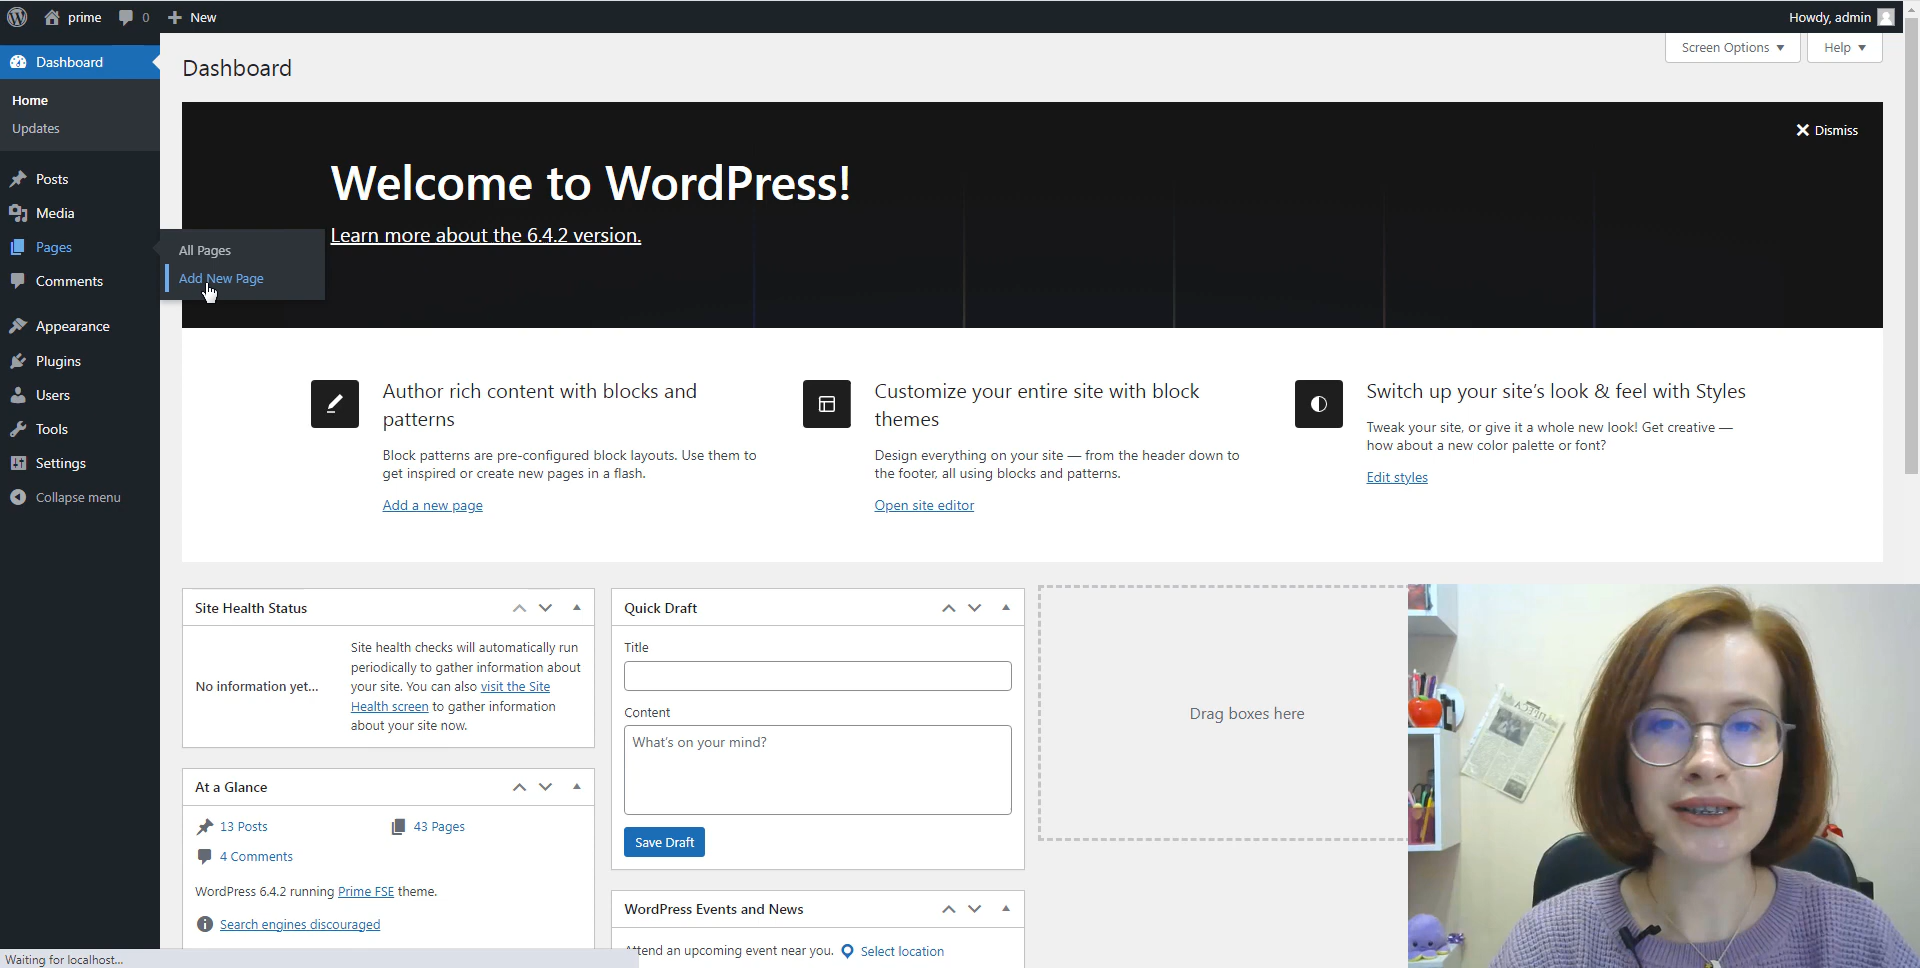 prime
0
New
Howdy, admin
Dashboard
Home
Updates
Posts
Media
Pages
Comments
Appearance
Plugins
Users
Tools
Settings
Collapse menu
All Pages
Add New Page
Screen Options
Help
Dashboard
Dismiss
Welcome to WordPress!
Learn more about the 6.4.2 version.
Author rich content with blocks and
patterns
Block patterns are pre-configured block layouts. Use them to
get inspired or create new pages in a flash.
Add a new page
Customize your entire site with block
themes
Design everything on your site — from the header down to
the footer, all using blocks and patterns.
Open site editor
Switch up your site’s look & feel with Styles
Tweak your site, or give it a whole new look! Get creative —
how about a new color palette or font?
Edit styles
Site Health Status
No information yet...
Site health checks will automatically run
periodically to gather information about
your site. You can also visit the Site
Health screen to gather information
about your site now.
At a Glance
13 Posts
43 Pages
4 Comments
WordPress 6.4.2 running Prime FSE theme.
Search engines discouraged
Quick Draft
Title
Content
What's on your mind?
Save Draft
WordPress Events and News
end an upcoming event near you.
Select location
Drag boxes here
Waiting for localhost...